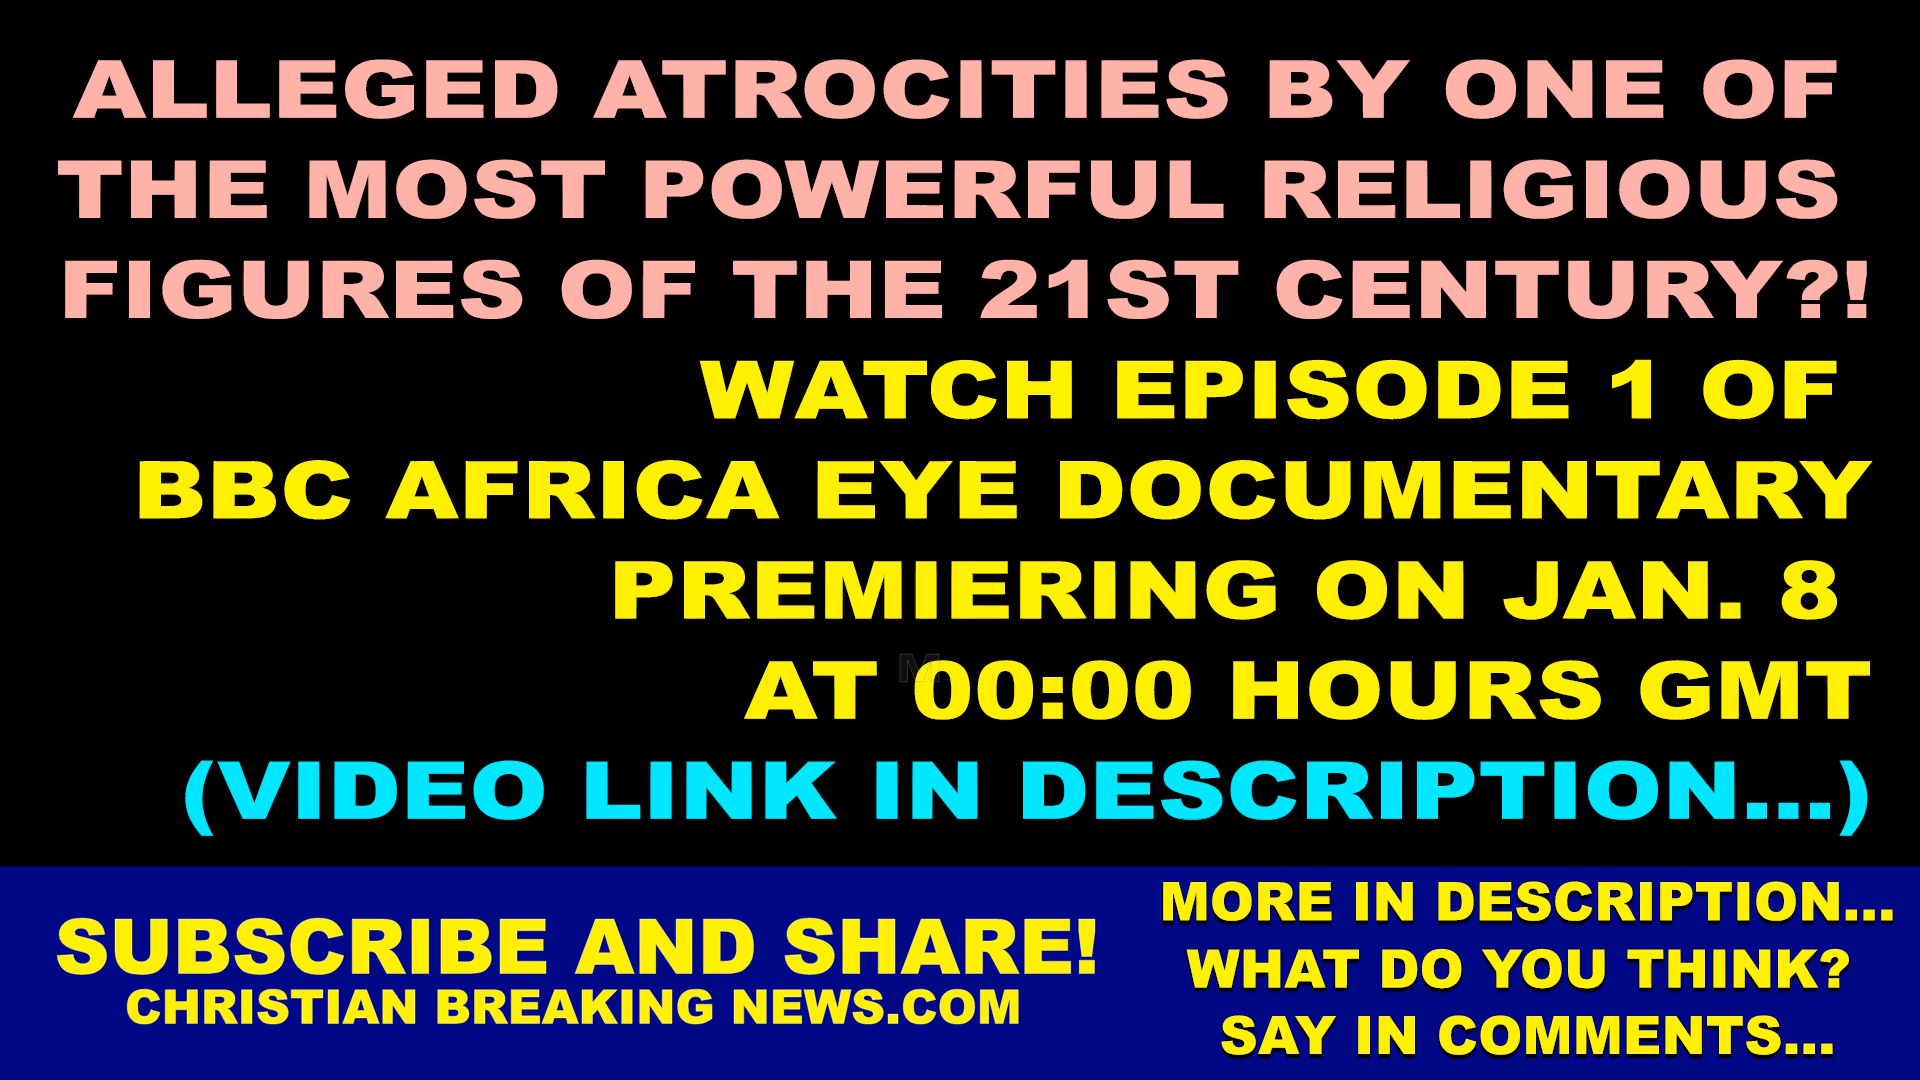 ALLEGED ATROCITIES BY ONE OF
THE MOST POWERFUL RELIGIOUS
FIGURES OF THE 21ST CENTURY?!
WATCH EPISODE 1 OF
BBC AFRICA EYE DOCUMENTARY
PREMIERING ON JAN. 8
AT 00:00 HOURS GMT
(VIDEO LINK IN DESCRIPTION...)
SUBSCRIBE AND SHARE!
CHRISTIAN BREAKING NEWS.COM
MORE IN DESCRIPTION...
WHAT DO YOU THINK?
SAY IN COMMENTS...
M